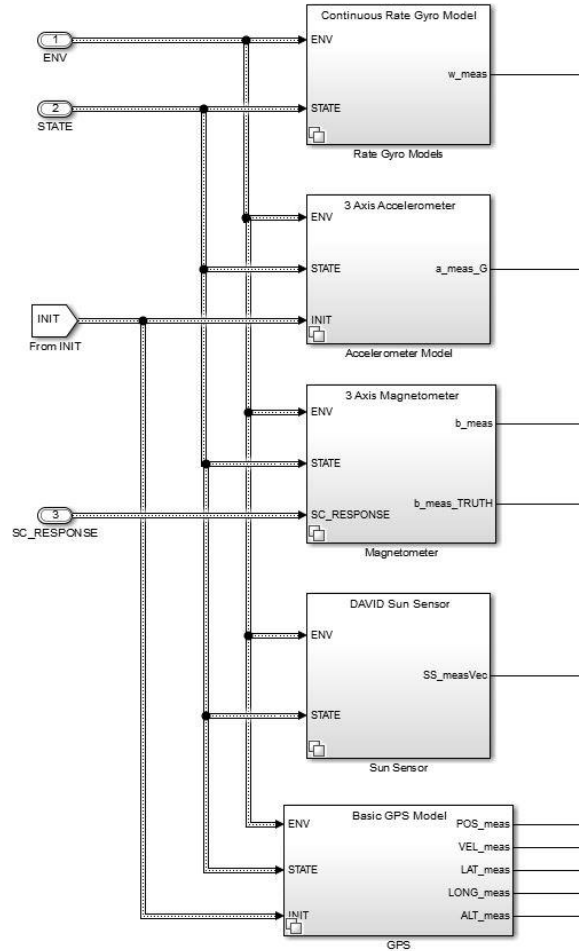 Continuous Rate Gyro Model
1
ENV
ENV
w_meas
2
STATE
STATE
Rate Gyro Models
3 Axis Accelerometer
ENV
STATE
a_meas_G
INIT
From INIT
INIT
Accelerometer Model
3 Axis Magnetometer
ENV
b_meas
STATE
b_meas_TRUTH
3
SC_RESPONSE
SC_RESPONSE
Magnetometer
DAVID Sun Sensor
ENV
SS_measVec
STATE
Sun Sensor
Basic GPS Model
ENV
POS_meas
VEL_meas
STATE
LAT_meas
LONG_meas
INIT
ALT_meas
GPS